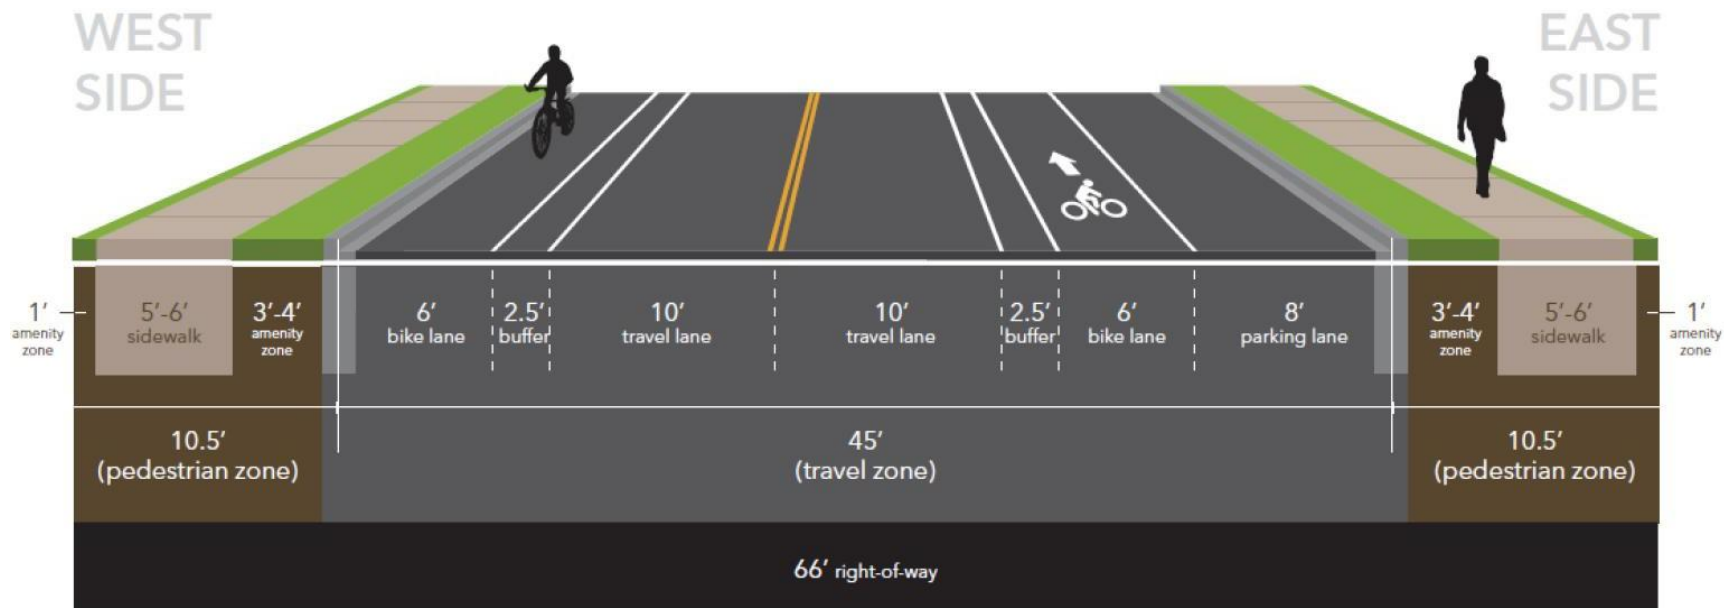 WEST
SIDE
EAST
SIDE
1'
amenity
zone
5'-6'
sidewalk
3'-4'
amenity
zone
6'
bike lane
2.5'
buffer
10'
travel lane
10'
travel lane
2.5'
buffer
6'
bike lane
8'
parking lane
3'-4'
amenity
zone
5'-6'
sidewalk
1'
amenity
zone
10.5'
(pedestrian zone)
45'
(travel zone)
10.5'
(pedestrian zone)
66' right-of-way